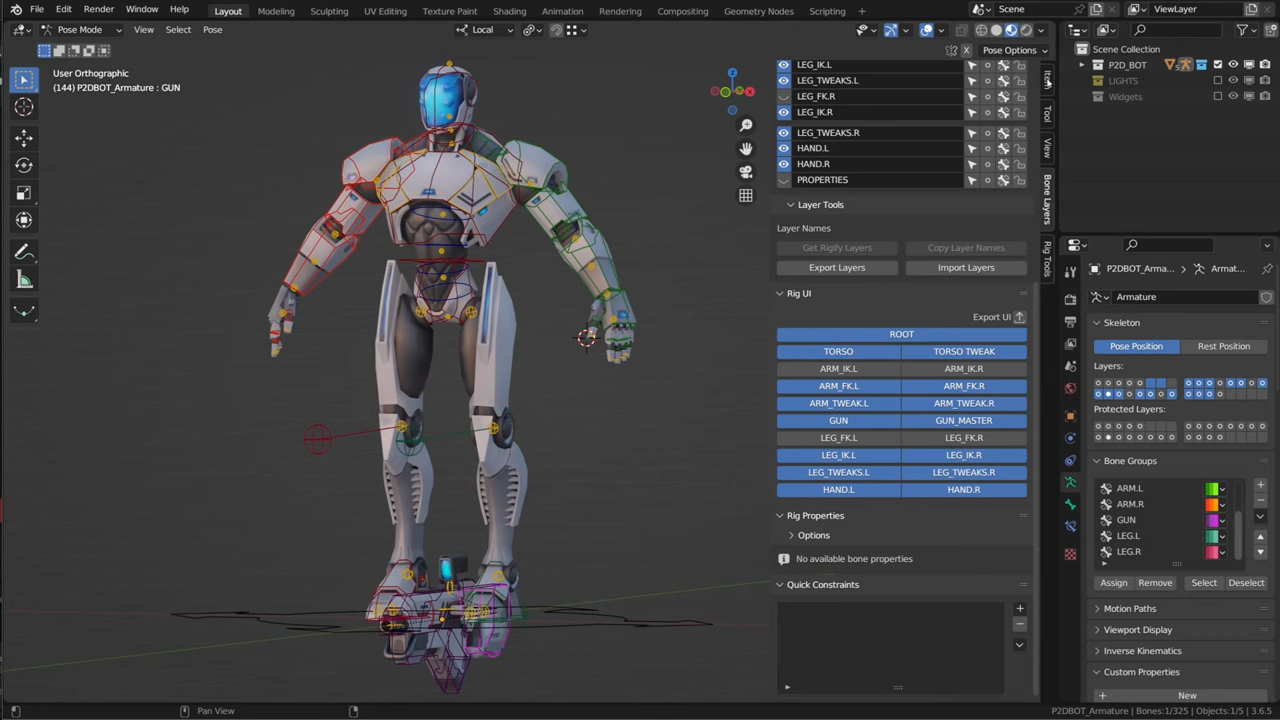 File Edit Render Window Help
Layout Modeling Sculpting UV Editing Texture Paint Shading Animation Rendering Compositing Geometry Nodes Scripting +
Scene
ViewLayer
Pose Mode View Select Pose
Local
X Pose Options
User Orthographic
(144) P2DBOT_Armature : GUN
Z
Y
LEG_IK.L
LEG_TWEAKS.L
LEG_FK.R
LEG_IK.R
LEG_TWEAKS.R
HAND.L
HAND.R
PROPERTIES
Layer Tools
Layer Names
Get Rigify Layers Copy Layer Names
Export Layers Import Layers
Rig UI
Export UI
ROOT
TORSO TORSO TWEAK
ARM_IK.L ARM_IK.R
ARM_FK.L ARM_FK.R
ARM_TWEAK.L ARM_TWEAK.R
GUN GUN_MASTER
LEG_FK.L LEG_FK.R
LEG_IK.L LEG_IK.R
LEG_TWEAKS.L LEG_TWEAKS.R
HAND.L HAND.R
Rig Properties
Options
No available bone properties
Quick Constraints
Item
Tool
View
Bone Layers
Rig Tools
Scene Collection
P2D_BOT
LIGHTS
Widgets
P2DBOT_Arma... Armat...
Armature
Skeleton
Pose Position Rest Position
Layers:
Protected Layers:
Bone Groups
ARM.L
ARM.R
GUN
LEG.L
LEG.R
Assign Remove Select Deselect
Motion Paths
Viewport Display
Inverse Kinematics
Custom Properties
+ New
Pan View
P2DBOT_Armature | Bones:1/325 | Objects:1/5 | 3.6.5